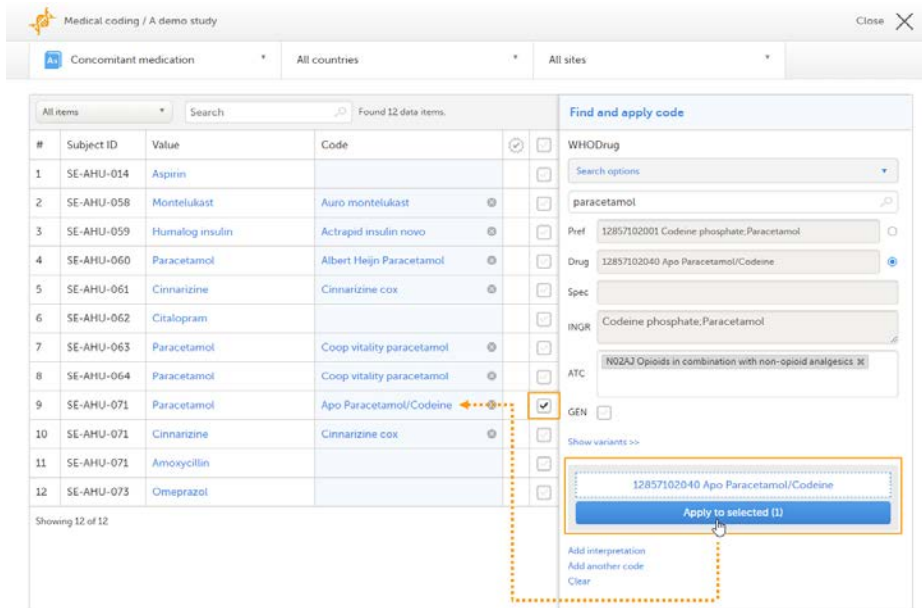 Medical coding / A demo study
Close
Aa
Concomitant medication
All countries
All sites
All items
Search
Found 12 data items.
# Subject ID Value Code
1 SE-AHU-014 Aspirin
2 SE-AHU-058 Montelukast Auro montelukast
3 SE-AHU-059 Humalog insulin Actrapid insulin novo
4 SE-AHU-060 Paracetamol Albert Heijn Paracetamol
5 SE-AHU-061 Cinnarizine Cinnarizine cox
6 SE-AHU-062 Citalopram
7 SE-AHU-063 Paracetamol Coop vitality paracetamol
8 SE-AHU-064 Paracetamol Coop vitality paracetamol
9 SE-AHU-071 Paracetamol Apo Paracetamol/Codeine
10 SE-AHU-071 Cinnarizine Cinnarizine cox
11 SE-AHU-071 Amoxycillin
12 SE-AHU-073 Omeprazol
Showing 12 of 12
Find and apply code
WHODrug
Search options
paracetamol
Pref 12857102001 Codeine phosphate;Paracetamol
Drug 12857102040 Apo Paracetamol/Codeine
Spec
INGR Codeine phosphate;Paracetamol
ATC N02AJ Opioids in combination with non-opioid analgesics
GEN
Show variants >>
12857102040 Apo Paracetamol/Codeine
Apply to selected (1)
Add interpretation
Add another code
Clear